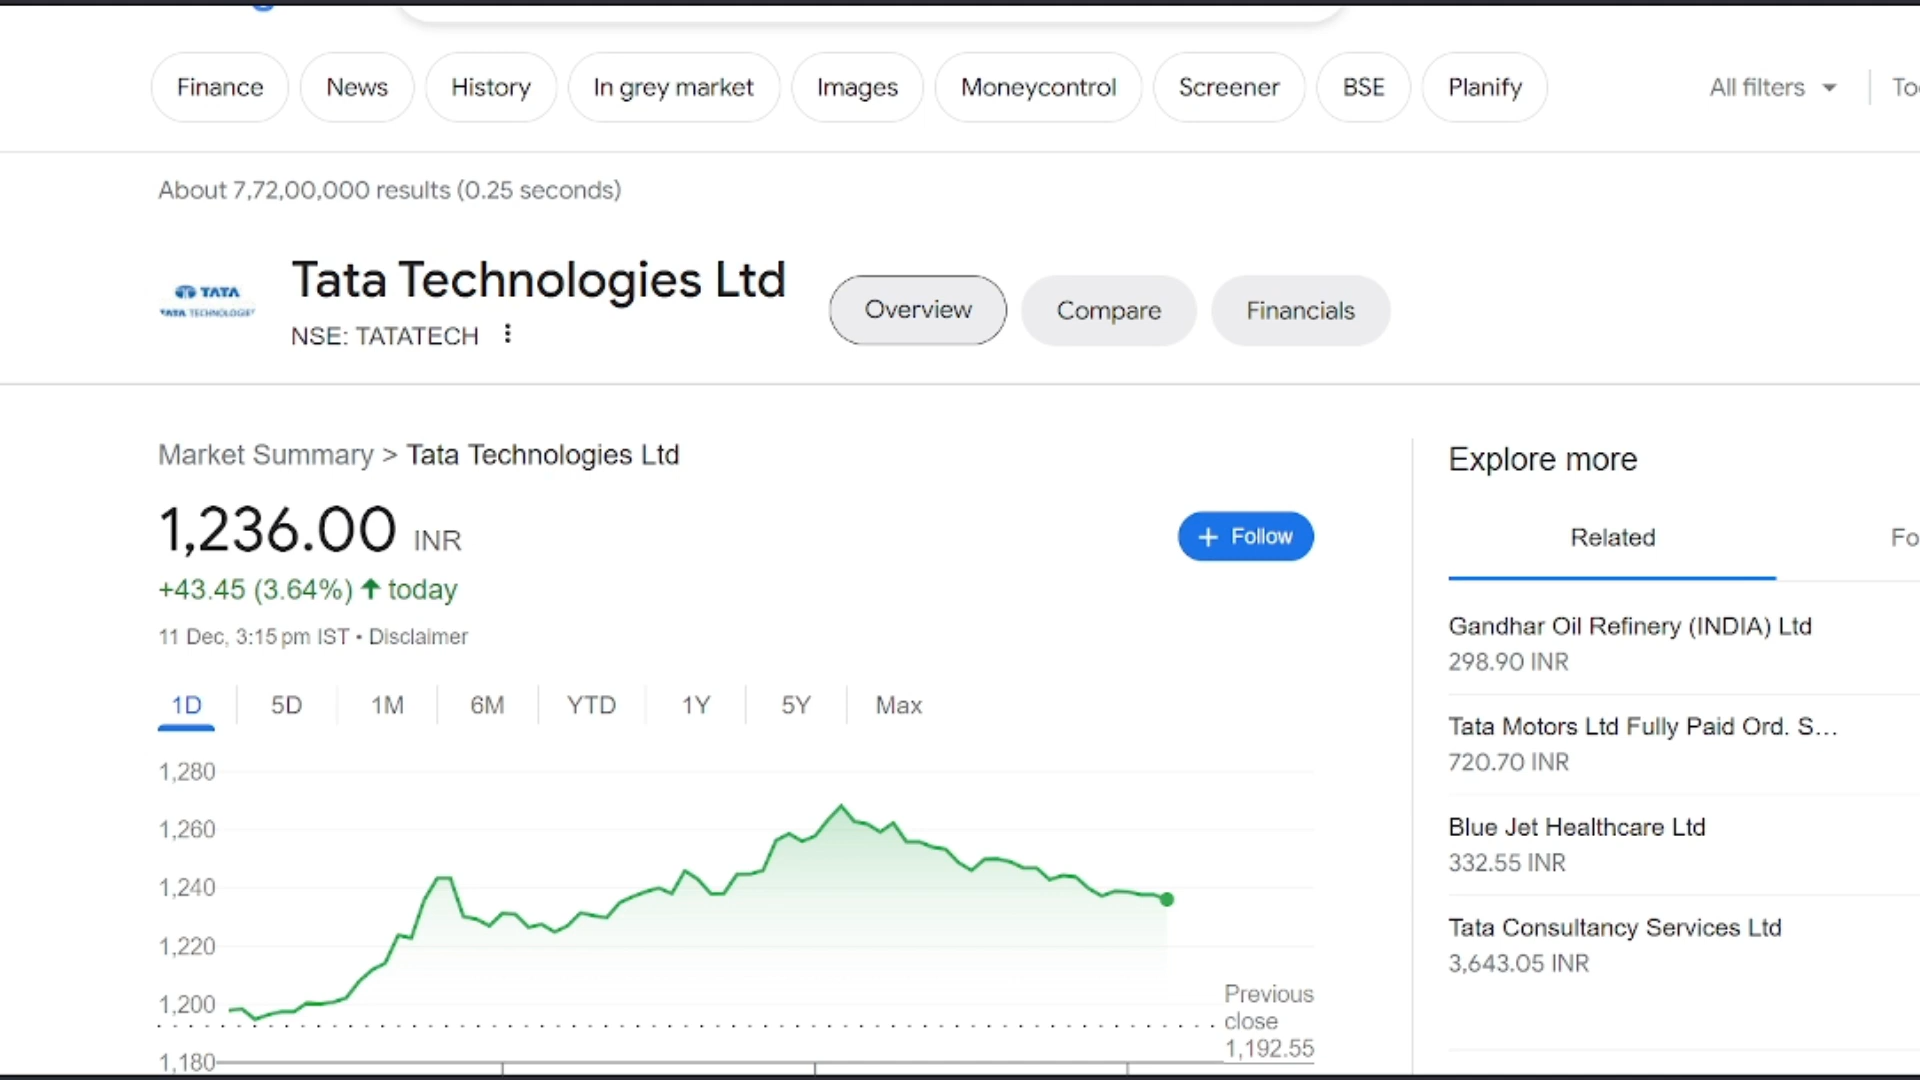 Finance News History In grey market Images Moneycontrol Screener BSE Planify All filters
About 7,72,00,000 results (0.25 seconds)
TATA
TATA TECHNOLOGIES
Tata Technologies Ltd
NSE: TATATECH
Overview Compare Financials
Market Summary > Tata Technologies Ltd
1,236.00 INR
+ Follow
+43.45 (3.64%) ↑ today
11 Dec, 3:15 pm IST • Disclaimer
1D 5D 1M 6M YTD 1Y 5Y Max
1,280
1,260
1,240
1,220
1,200
1,180
Previous
close
1,192.55
Explore more
Related
Gandhar Oil Refinery (INDIA) Ltd
298.90 INR
Tata Motors Ltd Fully Paid Ord. S...
720.70 INR
Blue Jet Healthcare Ltd
332.55 INR
Tata Consultancy Services Ltd
3,643.05 INR